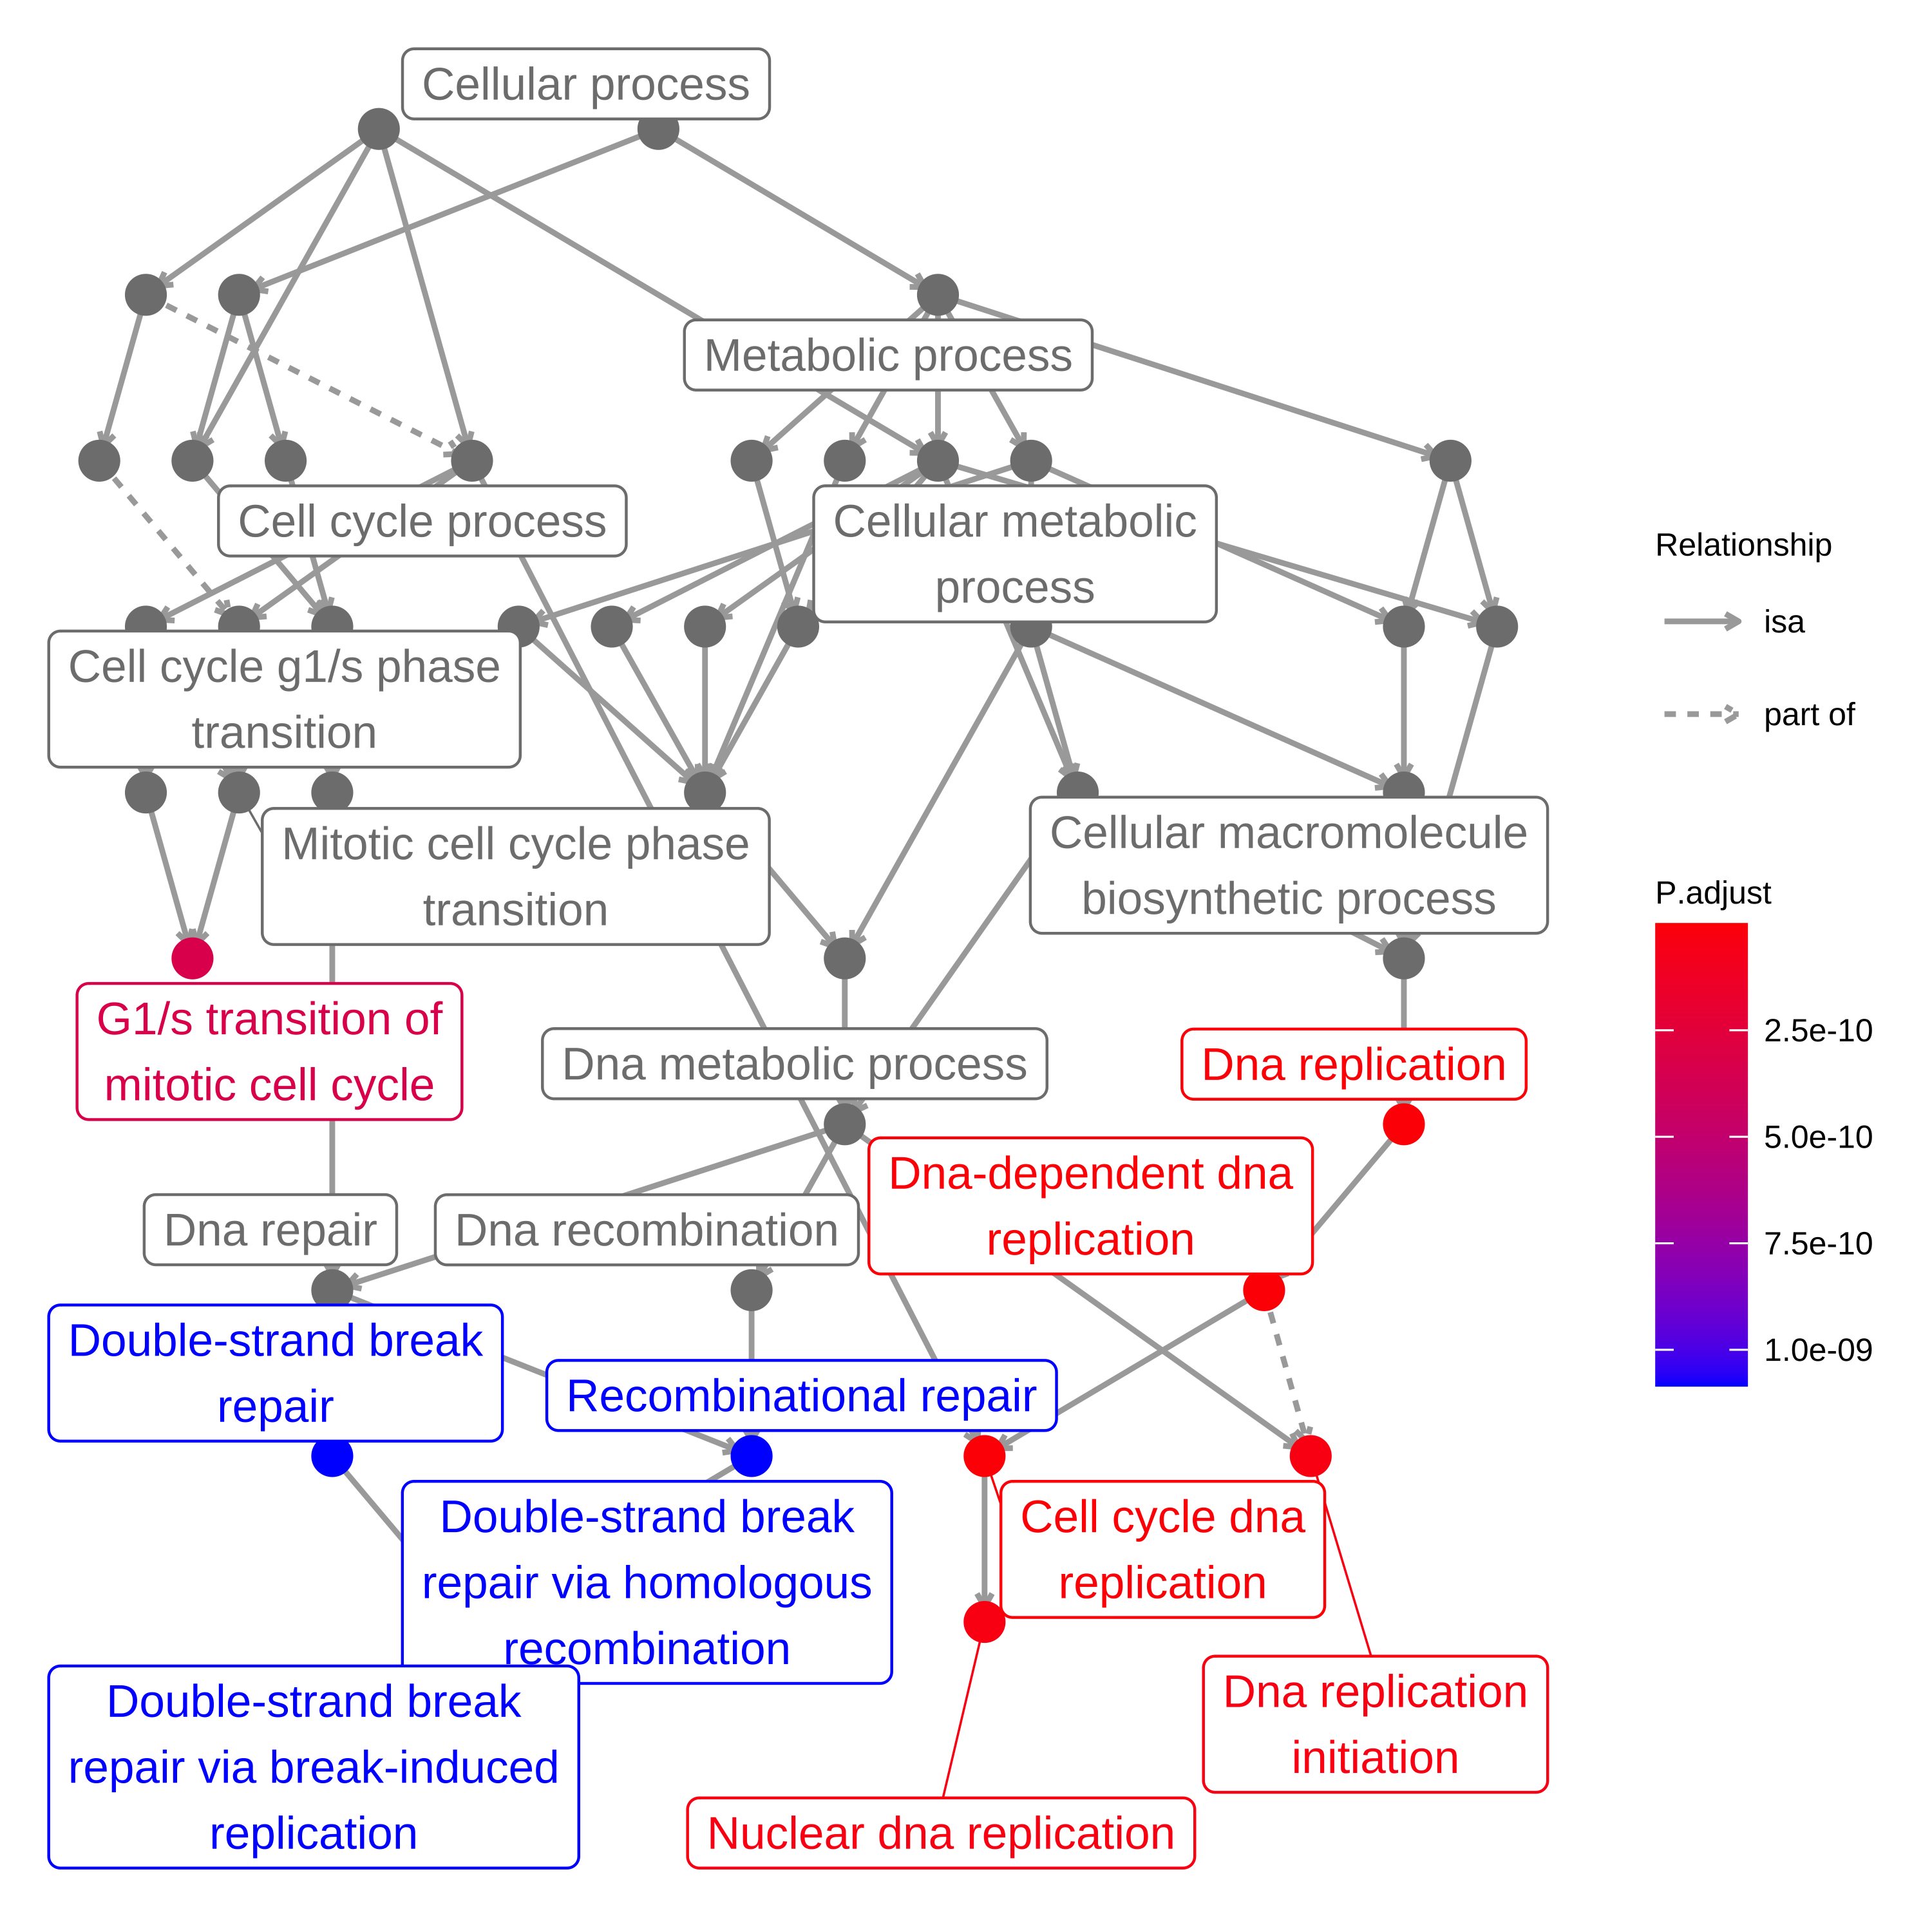 Cellular process
Metabolic process
Cell cycle process
Cellular metabolic
process
Cell cycle g1/s phase
transition
Mitotic cell cycle phase
transition
Cellular macromolecule
biosynthetic process
G1/s transition of
mitotic cell cycle
Dna metabolic process
Dna replication
Dna-dependent dna
replication
Dna repair
Dna recombination
Double-strand break
repair
Recombinational repair
Double-strand break
repair via homologous
recombination
Cell cycle dna
replication
Double-strand break
repair via break-induced
replication
Dna replication
initiation
Nuclear dna replication
Relationship
isa
part of
P.adjust
2.5e-10
5.0e-10
7.5e-10
1.0e-09